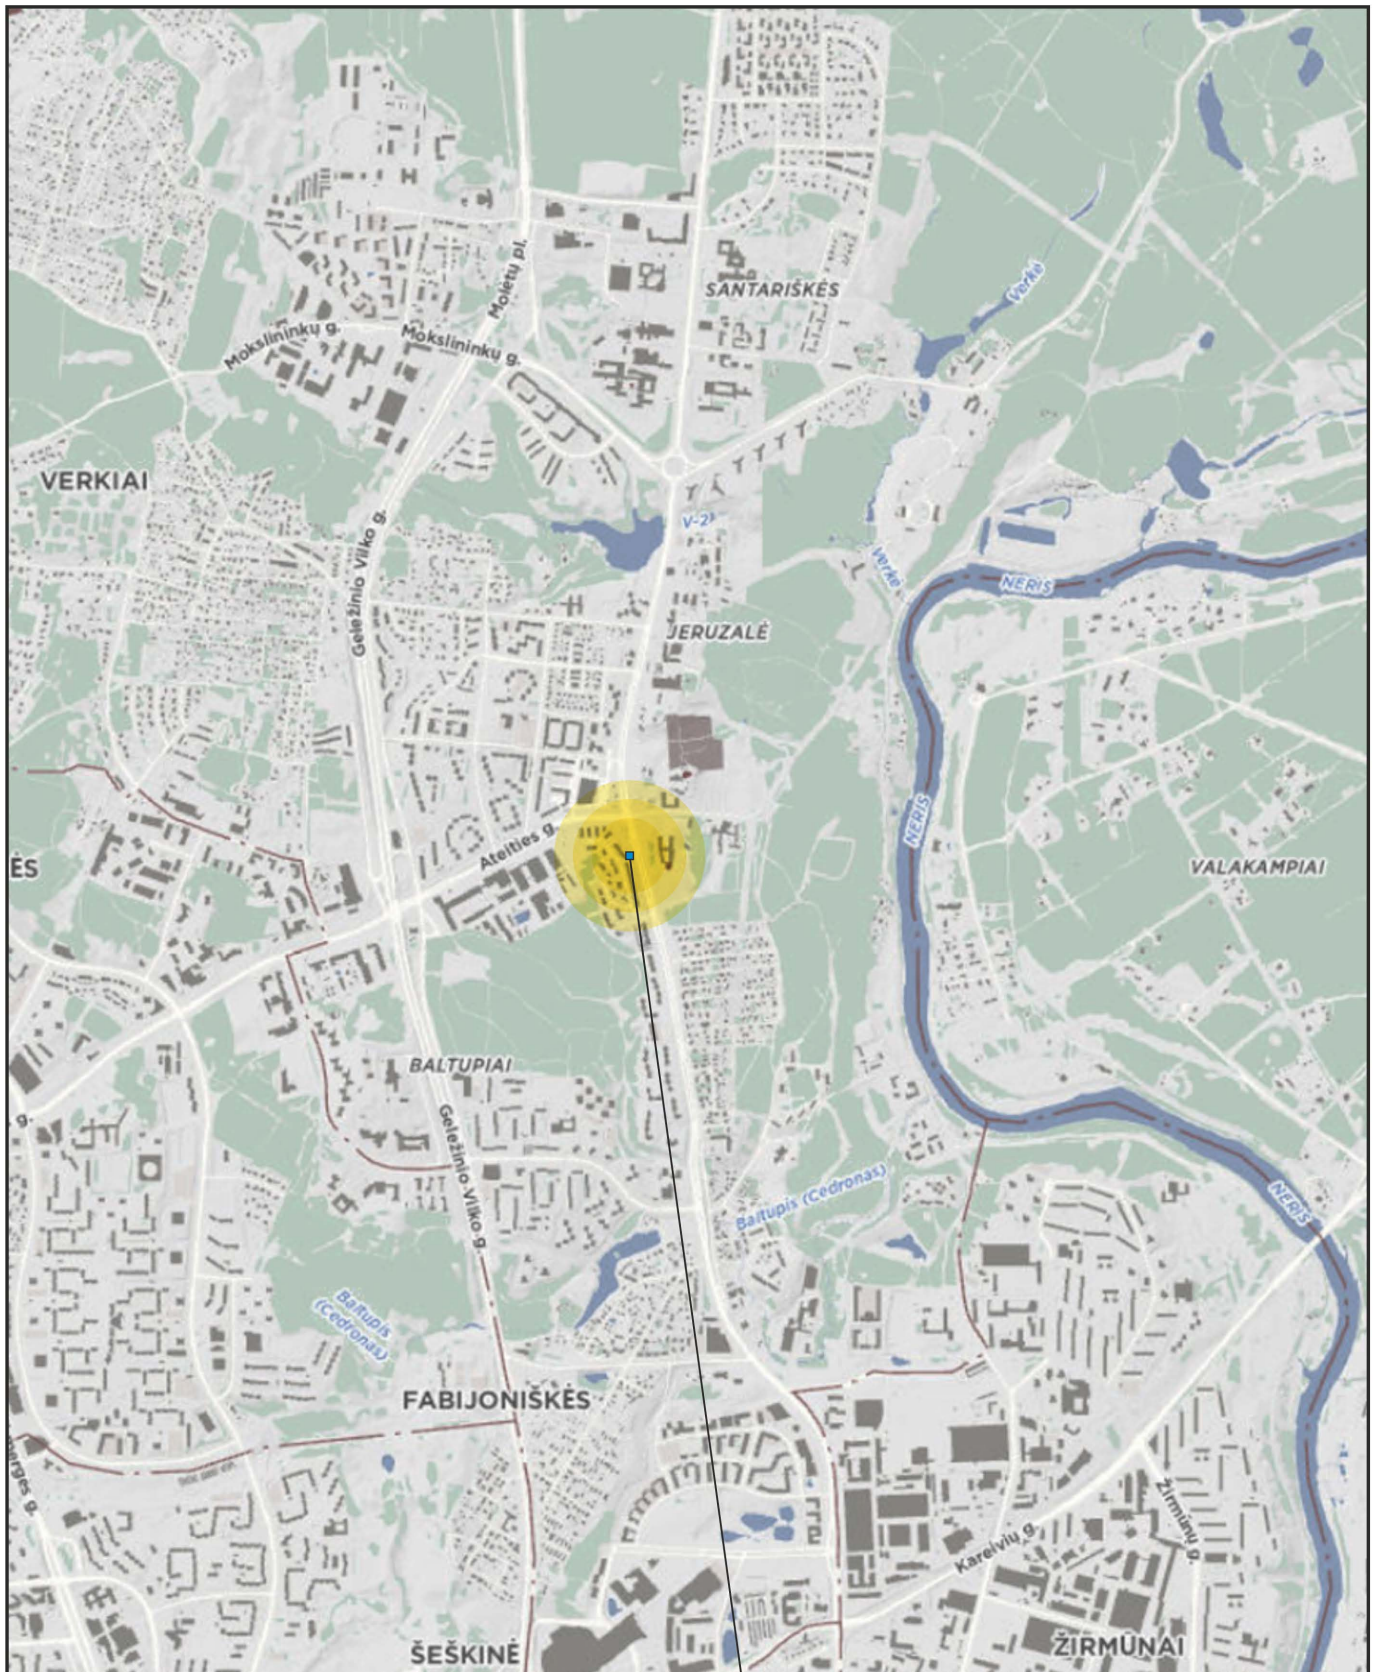 SANTARIŠKĖS
Verkė
Molėtų pl.
Mokslininkų g.
Mokslininkų g.
VERKIAI
V-2
Geležinio Vilko g.
Verkė
NERIS
JERUZALĖ
NERIS
Ateities g.
ĖS
VALAKAMPIAI
BALTUPIAI
g.
Geležinio Vilko g.
Baltupis (Cedronas)
NERIS
Baltupis
(Cedronas)
FABIJONIŠKĖS
Žirmūnų g.
Kareivių g.
ŠEŠKINĖ
ŽIRMŪNAI